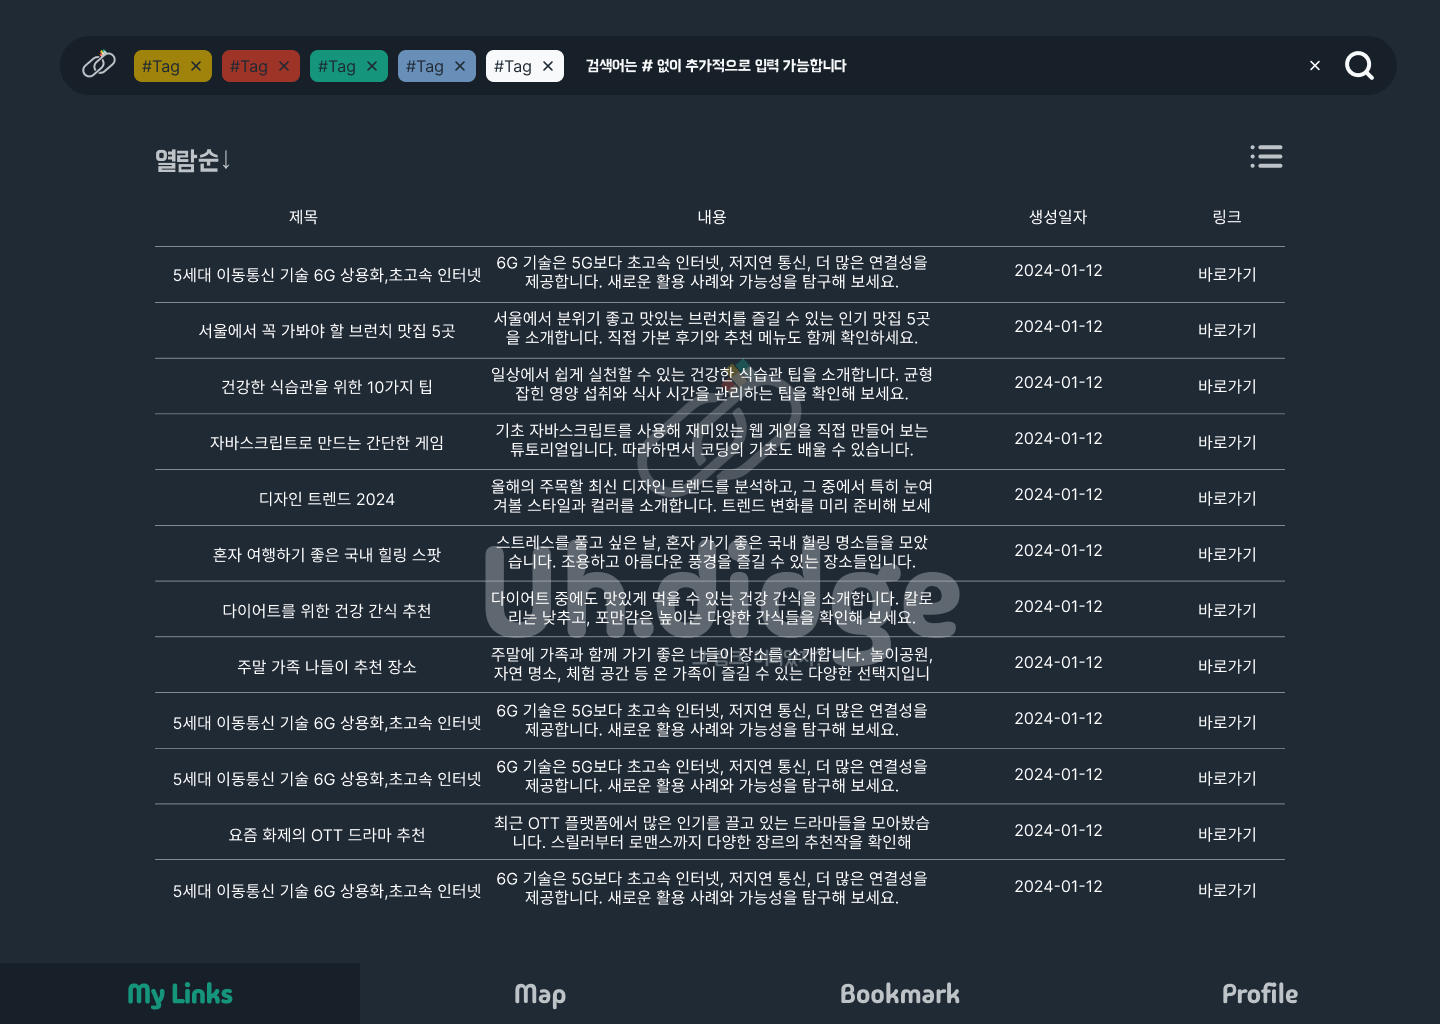 #Tag × #Tag × #Tag × #Tag × #Tag × 검색어는 # 없이 추가적으로 입력 가능합니다 ×
열람순↓
제목 내용 생성일자 링크
5세대 이동통신 기술 6G 상용화,초고속 인터넷
6G 기술은 5G보다 초고속 인터넷, 저지연 통신, 더 많은 연결성을
제공합니다. 새로운 활용 사례와 가능성을 탐구해 보세요.
2024-01-12
바로가기
서울에서 꼭 가봐야 할 브런치 맛집 5곳
서울에서 분위기 좋고 맛있는 브런치를 즐길 수 있는 인기 맛집 5곳
을 소개합니다. 직접 가본 후기와 추천 메뉴도 함께 확인하세요.
2024-01-12
바로가기
건강한 식습관을 위한 10가지 팁
일상에서 쉽게 실천할 수 있는 건강한 식습관 팁을 소개합니다. 균형
잡힌 영양 섭취와 식사 시간을 관리하는 팁을 확인해 보세요.
2024-01-12
바로가기
자바스크립트로 만드는 간단한 게임
기초 자바스크립트를 사용해 재미있는 웹 게임을 직접 만들어 보는
튜토리얼입니다. 따라하면서 코딩의 기초도 배울 수 있습니다.
2024-01-12
바로가기
디자인 트렌드 2024
올해의 주목할 최신 디자인 트렌드를 분석하고, 그 중에서 특히 눈여
겨볼 스타일과 컬러를 소개합니다. 트렌드 변화를 미리 준비해 보세
2024-01-12
바로가기
혼자 여행하기 좋은 국내 힐링 스팟
스트레스를 풀고 싶은 날, 혼자 가기 좋은 국내 힐링 명소들을 모았
습니다. 조용하고 아름다운 풍경을 즐길 수 있는 장소들입니다.
2024-01-12
바로가기
Uh.didge
다이어트를 위한 건강 간식 추천
다이어트 중에도 맛있게 먹을 수 있는 건강 간식을 소개합니다. 칼로
리는 낮추고, 포만감은 높이는 다양한 간식들을 확인해 보세요.
2024-01-12
바로가기
주말 가족 나들이 추천 장소
주말에 가족과 함께 가기 좋은 나들이 장소를 소개합니다. 놀이공원,
자연 명소, 체험 공간 등 온 가족이 즐길 수 있는 다양한 선택지입니
2024-01-12
바로가기
5세대 이동통신 기술 6G 상용화,초고속 인터넷
6G 기술은 5G보다 초고속 인터넷, 저지연 통신, 더 많은 연결성을
제공합니다. 새로운 활용 사례와 가능성을 탐구해 보세요.
2024-01-12
바로가기
5세대 이동통신 기술 6G 상용화,초고속 인터넷
6G 기술은 5G보다 초고속 인터넷, 저지연 통신, 더 많은 연결성을
제공합니다. 새로운 활용 사례와 가능성을 탐구해 보세요.
2024-01-12
바로가기
요즘 화제의 OTT 드라마 추천
최근 OTT 플랫폼에서 많은 인기를 끌고 있는 드라마들을 모아봤습
니다. 스릴러부터 로맨스까지 다양한 장르의 추천작을 확인해
2024-01-12
바로가기
5세대 이동통신 기술 6G 상용화,초고속 인터넷
6G 기술은 5G보다 초고속 인터넷, 저지연 통신, 더 많은 연결성을
제공합니다. 새로운 활용 사례와 가능성을 탐구해 보세요.
2024-01-12
바로가기
My Links Map Bookmark Profile